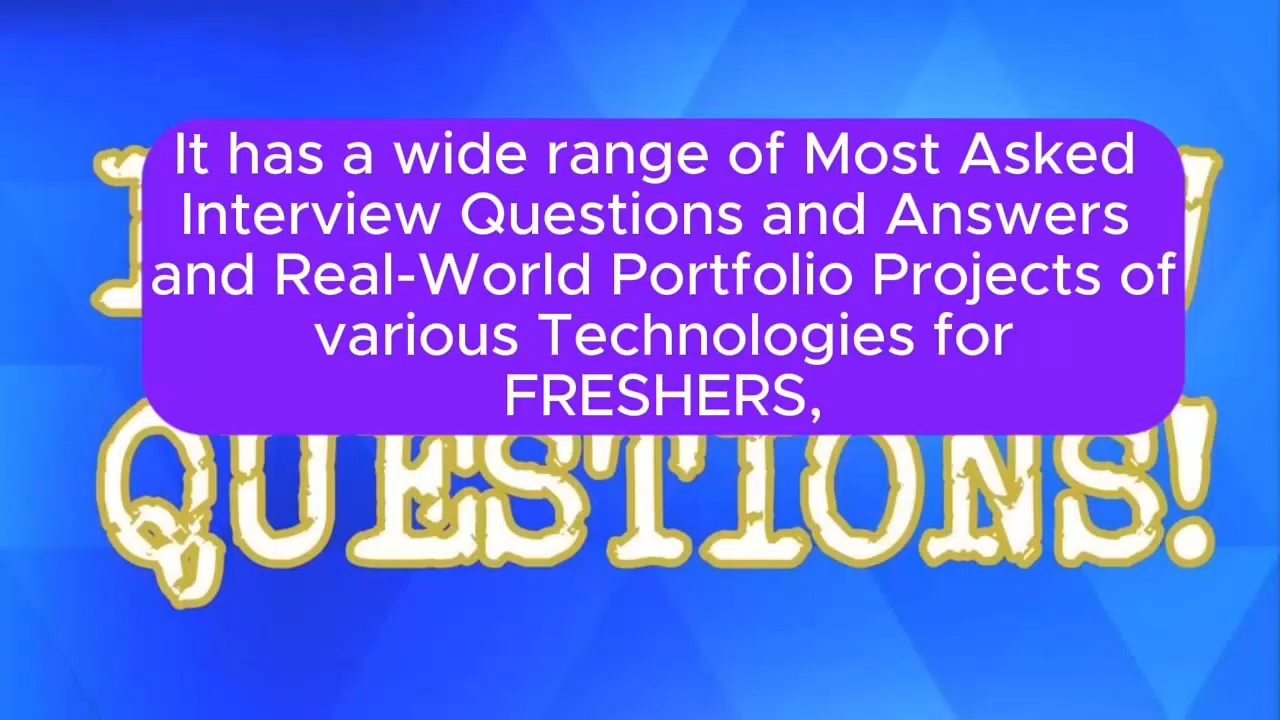 It has a wide range of Most Asked
Interview Questions and Answers
and Real-World Portfolio Projects of
various Technologies for
FRESHERS,
QUESTIONS!